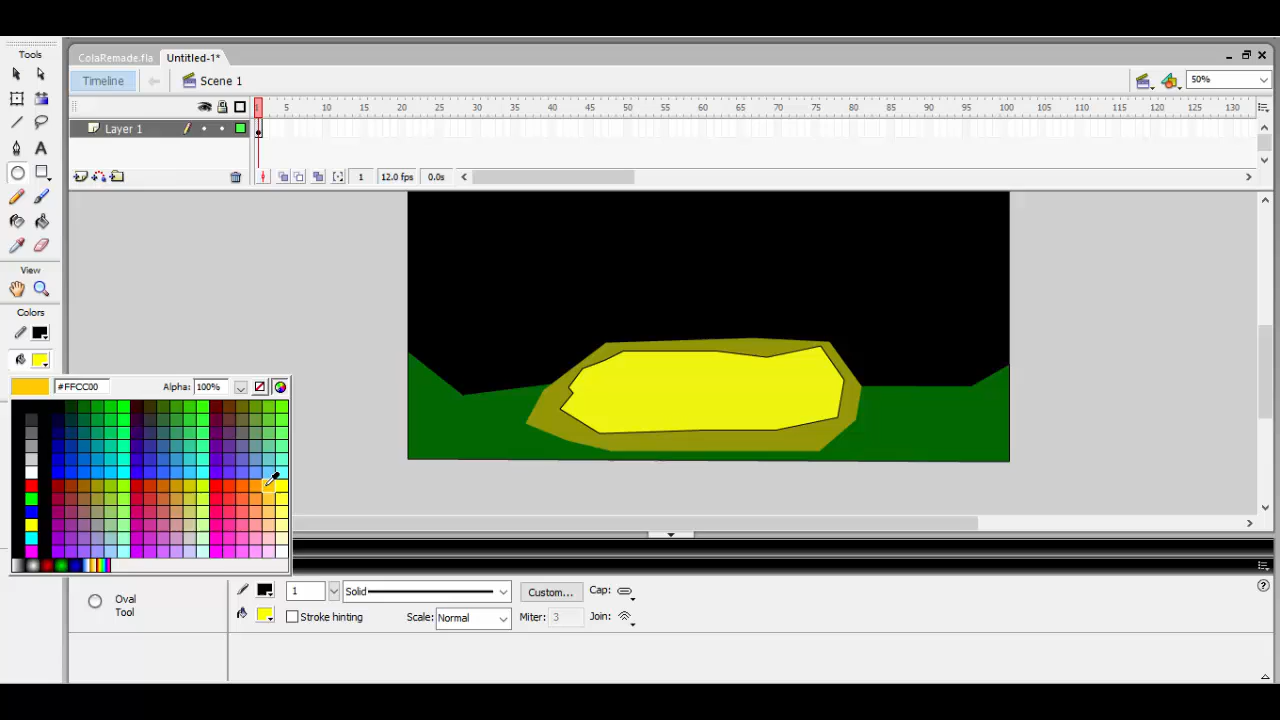 Tools
ColaRemade.fla
Untitled-1*
Timeline
Scene 1
50%
1 5 10 15 20 25 30 35 40 45 50 55 60 65 70 75 80 85 90 95 100 105 110 115 120 125 130
Layer 1
1
12.0 fps
0.0s
A
View
Colors
#FFCC00
Alpha:
100%
1
Solid
Custom...
Cap:
Oval
Tool
Stroke hinting
Scale:
Normal
Miter:
3
Join: